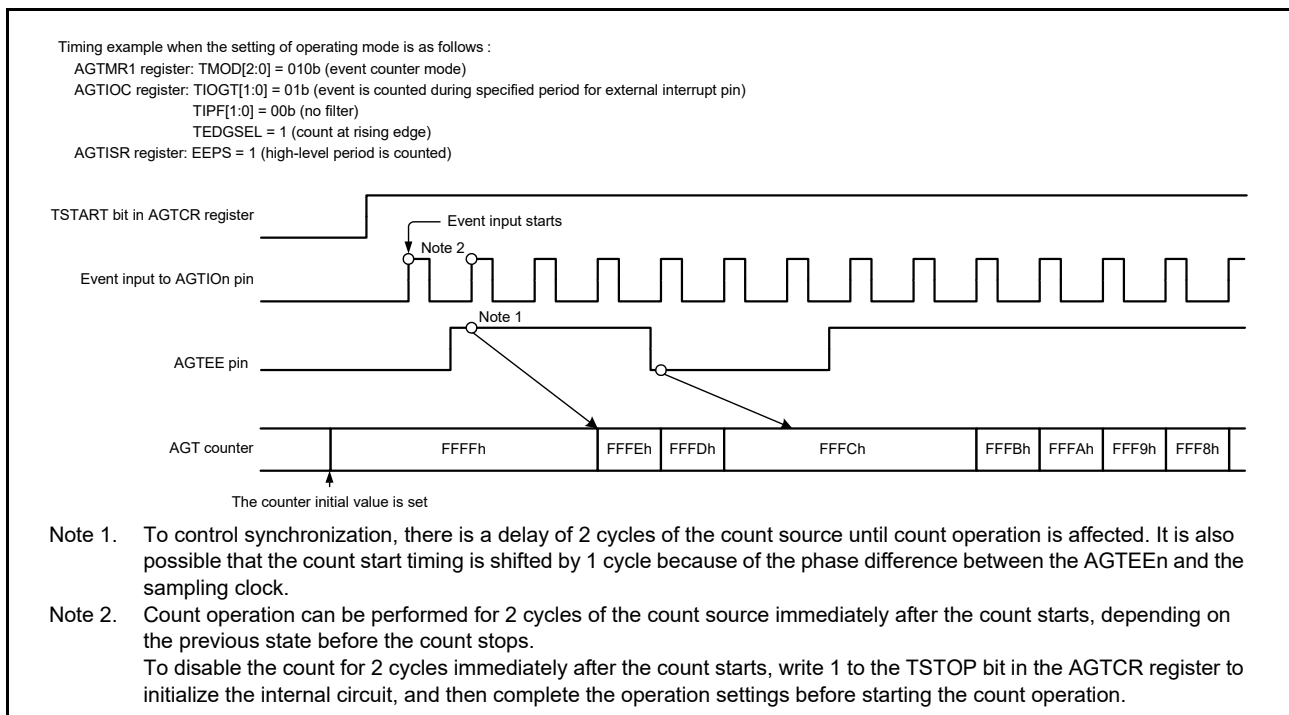 Timing example when the setting of operating mode is as follows :
AGTMR1 register: TMOD[2:0] = 010b (event counter mode)
AGTIOC register: TIOGT[1:0] = 01b (event is counted during specified period for external interrupt pin)
TIPF[1:0] = 00b (no filter)
TEDGSEL = 1 (count at rising edge)
AGTISR register: EEPS = 1 (high-level period is counted)
TSTART bit in AGTCR register
Event input starts
Note 2
Event input to AGTIOn pin
Note 1
AGTEE pin
AGT counter FFFFh FFFEh FFFDh FFFCh FFFBh FFFAh FFF9h FFF8h
The counter initial value is set
Note 1. To control synchronization, there is a delay of 2 cycles of the count source until count operation is affected. It is also
possible that the count start timing is shifted by 1 cycle because of the phase difference between the AGTEEn and the
sampling clock.
Note 2. Count operation can be performed for 2 cycles of the count source immediately after the count starts, depending on
the previous state before the count stops.
To disable the count for 2 cycles immediately after the count starts, write 1 to the TSTOP bit in the AGTCR register to
initialize the internal circuit, and then complete the operation settings before starting the count operation.